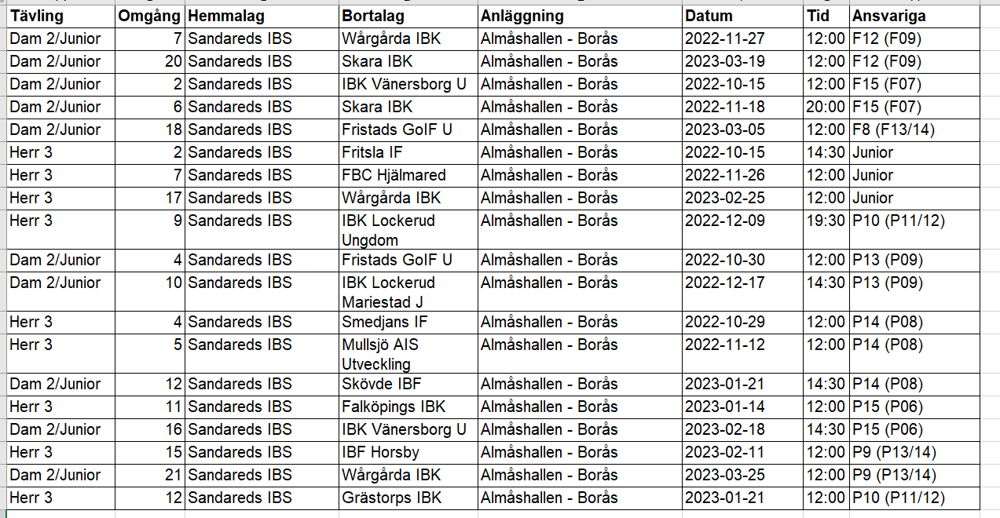 Tävling Omgång Hemmalag Bortalag Anläggning Datum Tid Ansvariga
Dam 2/Junior 7 Sandareds IBS Wårgårda IBK Almåshallen - Borås 2022-11-27 12:00 F12 (F09)
Dam 2/Junior 20 Sandareds IBS Skara IBK Almåshallen - Borås 2023-03-19 12:00 F12 (F09)
Dam 2/Junior 2 Sandareds IBS IBK Vänersborg U Almåshallen - Borås 2022-10-15 12:00 F15 (F07)
Dam 2/Junior 6 Sandareds IBS Skara IBK Almåshallen - Borås 2022-11-18 20:00 F15 (F07)
Dam 2/Junior 18 Sandareds IBS Fristads GoIF U Almåshallen - Borås 2023-03-05 12:00 F8 (F13/14)
Herr 3 2 Sandareds IBS Fritsla IF Almåshallen - Borås 2022-10-15 14:30 Junior
Herr 3 7 Sandareds IBS FBC Hjälmared Almåshallen - Borås 2022-11-26 12:00 Junior
Herr 3 17 Sandareds IBS Wårgårda IBK Almåshallen - Borås 2023-02-25 12:00 Junior
Herr 3 9 Sandareds IBS IBK Lockerud Almåshallen - Borås 2022-12-09 19:30 P10 (P11/12)
Ungdom
Dam 2/Junior 4 Sandareds IBS Fristads GoIF U Almåshallen - Borås 2022-10-30 12:00 P13 (P09)
Dam 2/Junior 10 Sandareds IBS IBK Lockerud Almåshallen - Borås 2022-12-17 14:30 P13 (P09)
Mariestad J
Herr 3 4 Sandareds IBS Smedjans IF Almåshallen - Borås 2022-10-29 12:00 P14 (P08)
Herr 3 5 Sandareds IBS Mullsjö AIS Almåshallen - Borås 2022-11-12 12:00 P14 (P08)
Utveckling
Dam 2/Junior 12 Sandareds IBS Skövde IBF Almåshallen - Borås 2023-01-21 14:30 P14 (P08)
Herr 3 11 Sandareds IBS Falköpings IBK Almåshallen - Borås 2023-01-14 12:00 P15 (P06)
Dam 2/Junior 16 Sandareds IBS IBK Vänersborg U Almåshallen - Borås 2023-02-18 14:30 P15 (P06)
Herr 3 15 Sandareds IBS IBF Horsby Almåshallen - Borås 2023-02-11 12:00 P9 (P13/14)
Dam 2/Junior 21 Sandareds IBS Wårgårda IBK Almåshallen - Borås 2023-03-25 12:00 P9 (P13/14)
Herr 3 12 Sandareds IBS Grästorps IBK Almåshallen - Borås 2023-01-21 12:00 P10 (P11/12)